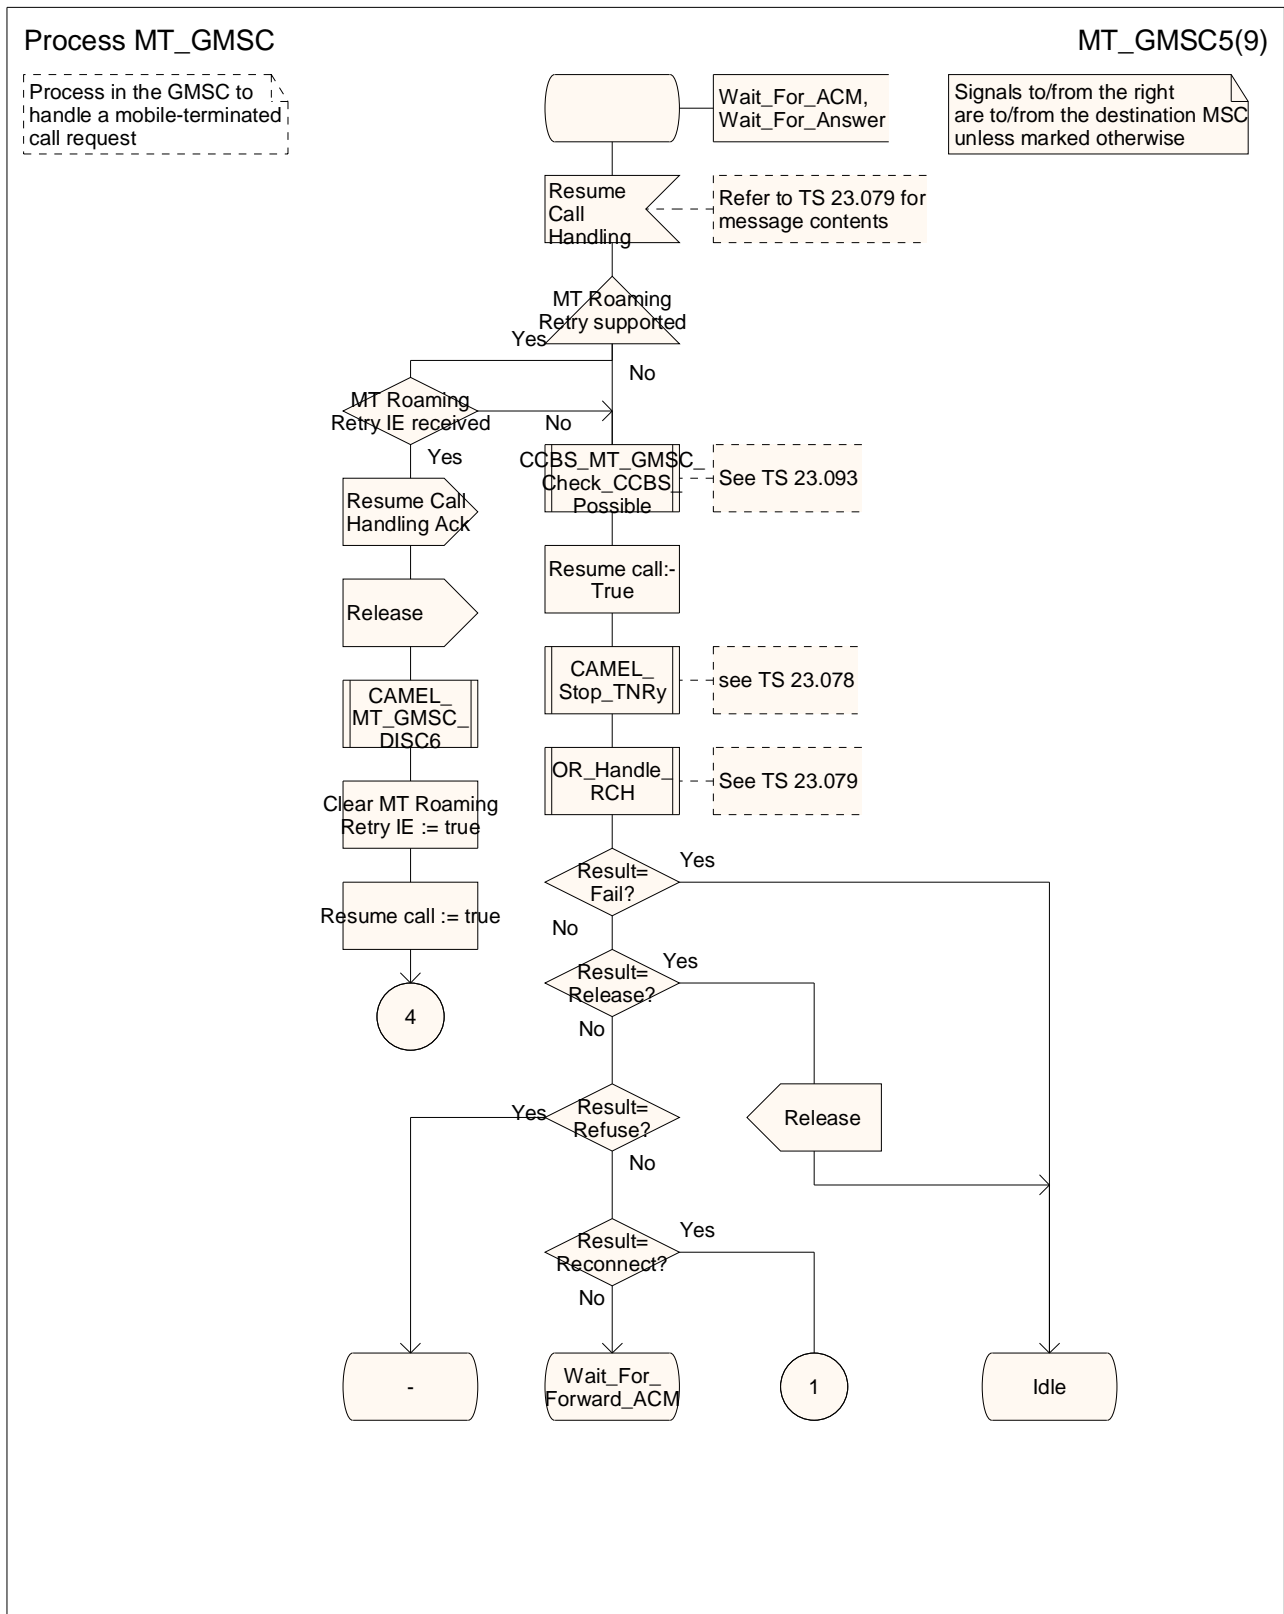 Process MT_GMSC
MT_GMSC5(9)
Process in the GMSC to
handle a mobile-terminated
call request
Wait_For_ACM,
Wait_For_Answer
Signals to/from the right
are to/from the destination MSC
unless marked otherwise
Resume
Call
Handling
Refer to TS 23.079 for
message contents
MT Roaming
Retry supported
Yes
No
MT Roaming
Retry IE received
No
Yes
CCBS_MT_GMSC_
Check_CCBS_
Possible
See TS 23.093
Resume Call
Handling Ack
Resume call:-
True
Release
CAMEL_
Stop_TNRy
see TS 23.078
CAMEL_
MT_GMSC_
DISC6
OR_Handle_
RCH
See TS 23.079
Clear MT Roaming
Retry IE := true
Result=
Fail?
Yes
No
Resume call := true
Result=
Release?
Yes
No
4
Result=
Refuse?
Yes
No
Release
Result=
Reconnect?
Yes
No
-
Wait_For_
Forward_ACM
1
Idle